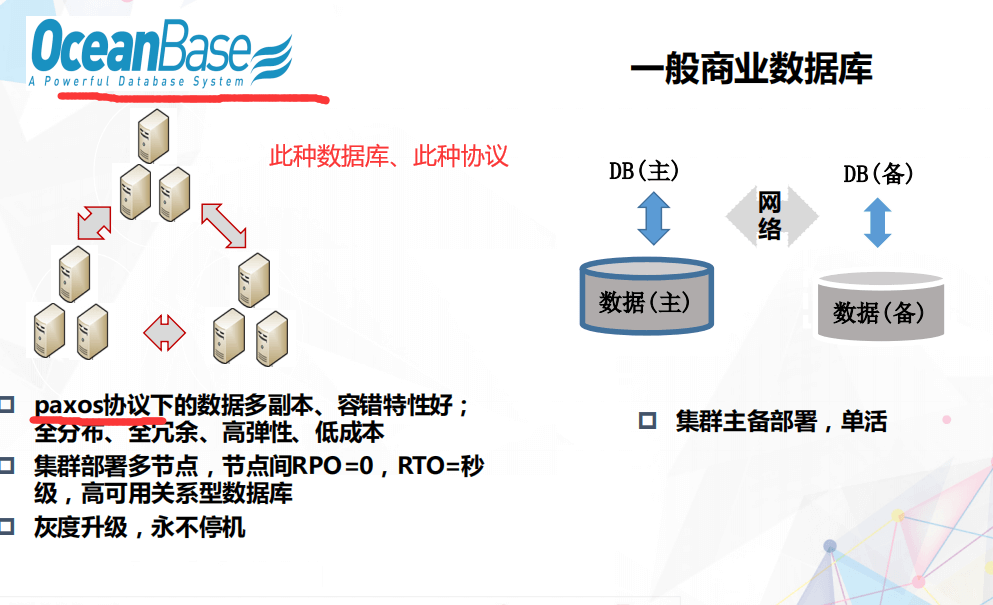 OceanBase
A Powerful Database System
此种数据库、此种协议
paxos协议下的数据多副本、容错特性好；
全分布、全冗余、高弹性、低成本
集群部署多节点，节点间RPO=0，RTO=秒
级，高可用关系型数据库
灰度升级，永不停机
一般商业数据库
DB(主)
网
络
DB(备)
数据(主)
数据(备)
集群主备部署，单活